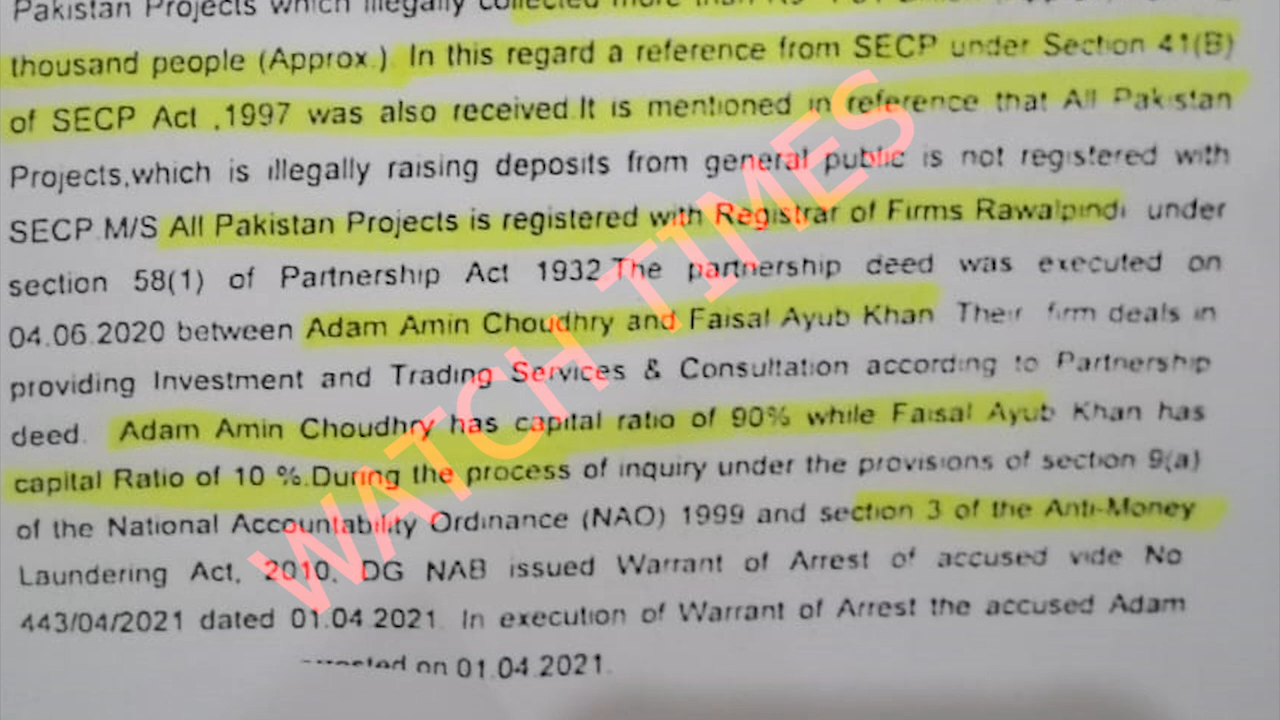 Pakistan Projects which illegally collected more than
thousand people (Approx.) In this regard a reference from SECP under Section 41(B)
of SECP Act ,1997 was also received.It is mentioned in reference that All Pakistan
Projects,which is illegally raising deposits from general public is not registered with
SECP.M/S All Pakistan Projects is registered with Registrar of Firms Rawalpindi under
section 58(1) of Partnership Act 1932.The partnership deed was executed on
04.06.2020 between Adam Amin Choudhry and Faisal Ayub Khan. Their firm deals in
providing Investment and Trading Services & Consultation according to Partnership
deed. Adam Amin Choudhry has capital ratio of 90% while Faisal Ayub Khan has
capital Ratio of 10 %.During the process of inquiry under the provisions of section 9(a)
of the National Accountability Ordinance (NAO) 1999 and section 3 of the Anti-Money
Laundering Act, 2010, DG NAB issued Warrant of Arrest of accused vide No
443/04/2021 dated 01.04.2021. In execution of Warrant of Arrest the accused Adam
on 01.04.2021.
WATCH TIMES